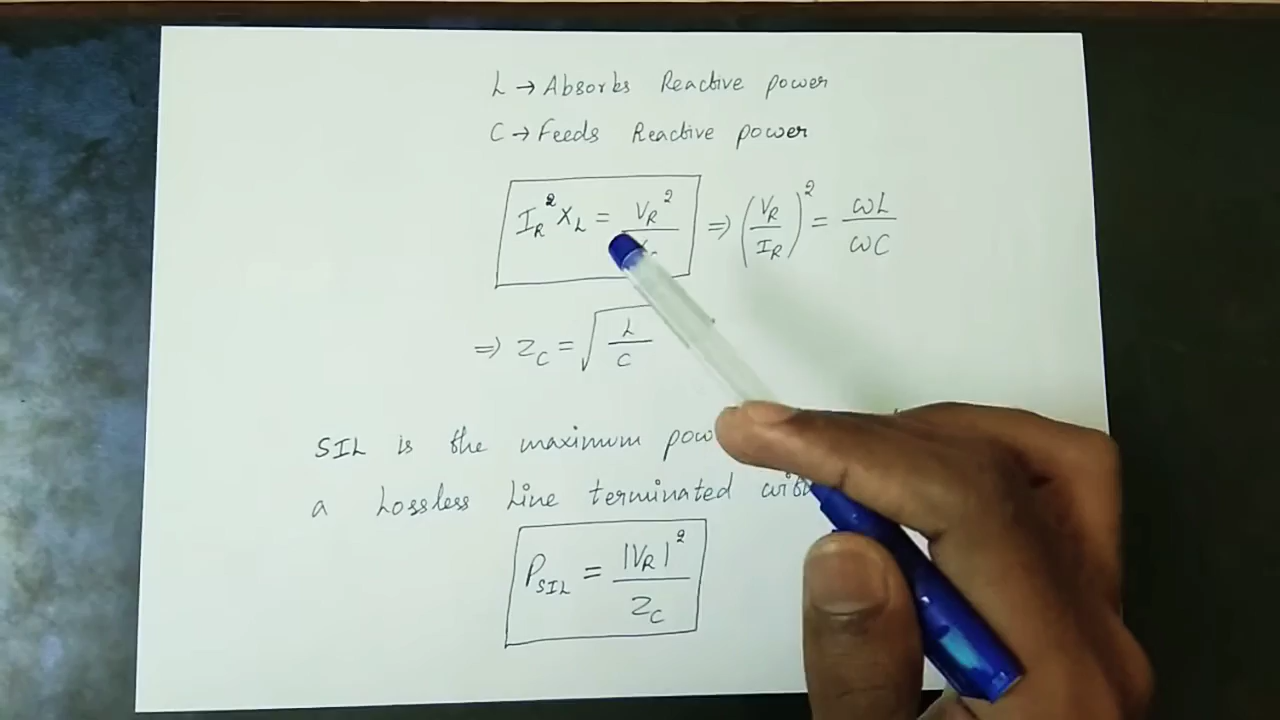 L → Absorbs Reactive power
C → Feeds Reactive power
I_R² X_L = V_R² / X_C ⇒ (V_R / I_R)² = ωL / ωC
⇒ Z_C = √(L / C)
SIL is the maximum
a Lossless Line terminated
P_SIL = |V_R|² / Z_C